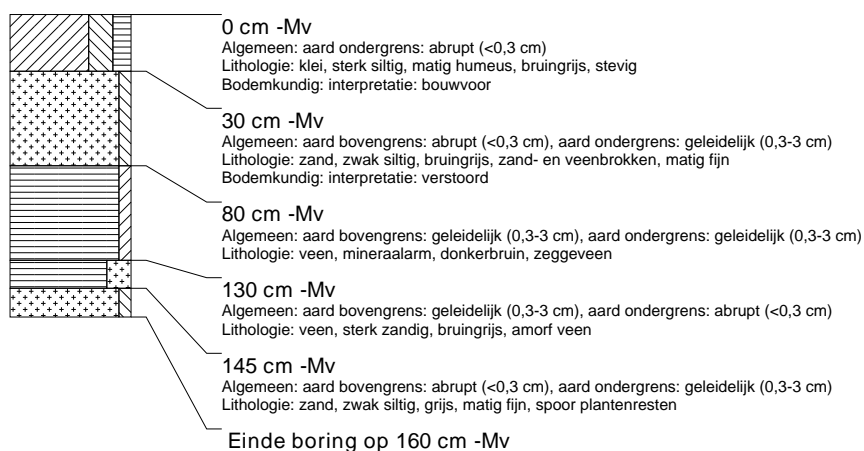 0 cm -Mv
Algemeen: aard ondergrens: abrupt (<0,3 cm)
Lithologie: klei, sterk siltig, matig humeus, bruingrijs, stevig
Bodemkundig: interpretatie: bouwvoor
30 cm -Mv
Algemeen: aard bovengrens: abrupt (<0,3 cm), aard ondergrens: geleidelijk (0,3-3 cm)
Lithologie: zand, zwak siltig, bruingrijs, zand- en veenbrokken, matig fijn
Bodemkundig: interpretatie: verstoord
80 cm -Mv
Algemeen: aard bovengrens: geleidelijk (0,3-3 cm), aard ondergrens: geleidelijk (0,3-3 cm)
Lithologie: veen, mineraalarm, donkerbruin, zeggeveen
130 cm -Mv
Algemeen: aard bovengrens: geleidelijk (0,3-3 cm), aard ondergrens: abrupt (<0,3 cm)
Lithologie: veen, sterk zandig, bruingrijs, amorf veen
145 cm -Mv
Algemeen: aard bovengrens: abrupt (<0,3 cm), aard ondergrens: geleidelijk (0,3-3 cm)
Lithologie: zand, zwak siltig, grijs, matig fijn, spoor plantenresten
Einde boring op 160 cm -Mv